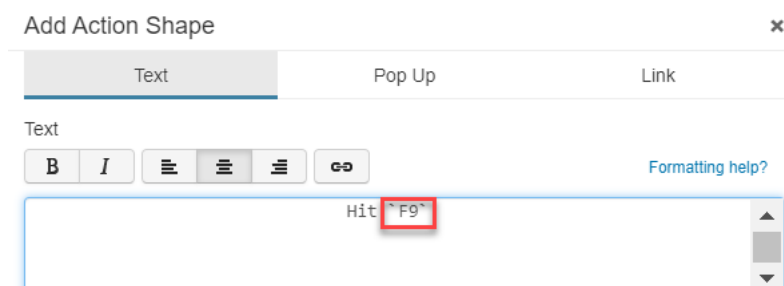 Add Action Shape
Text Pop Up Link
Text
B I Formatting help?
Hit `F9`